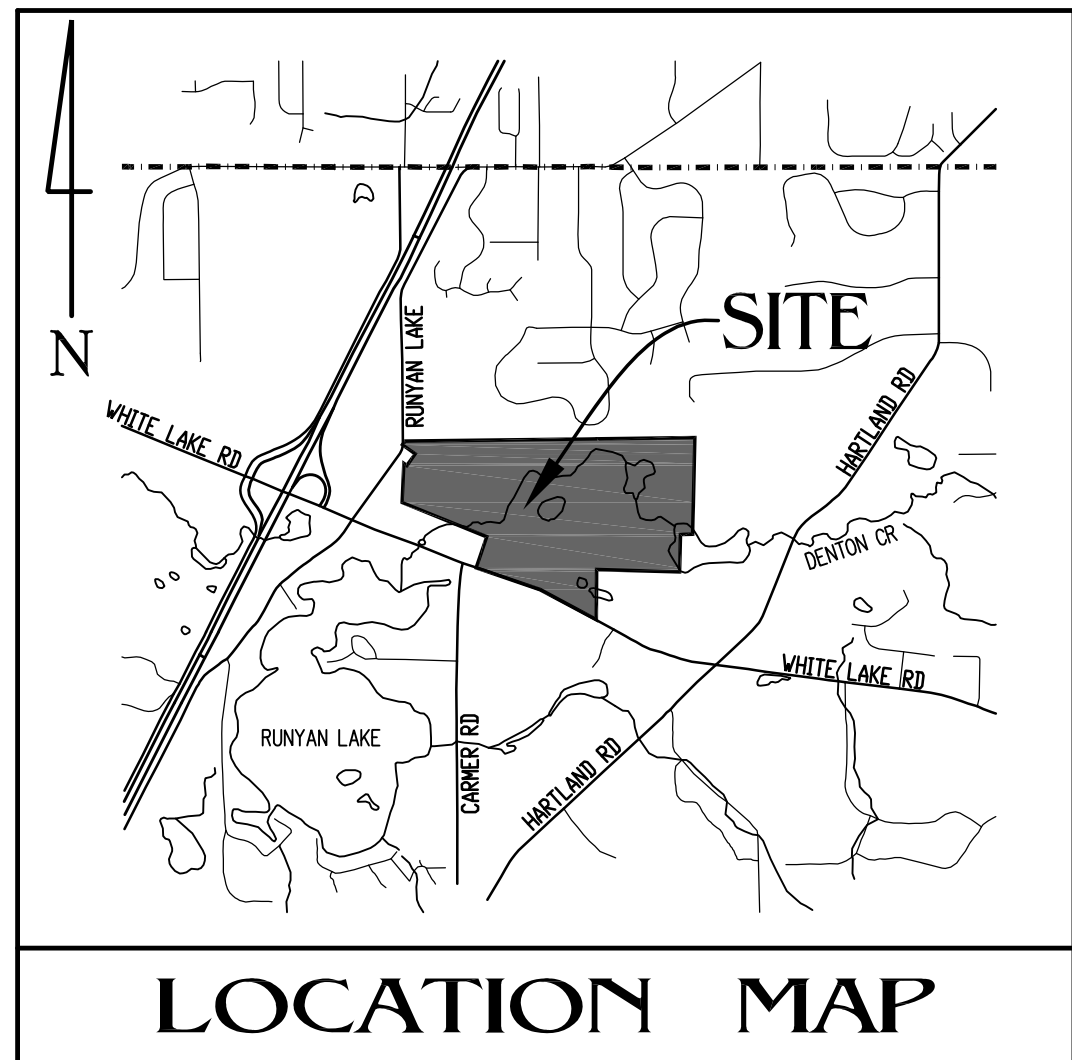 SITE
N
RUNYAN LAKE
WHITE LAKE RD
HARTLAND RD
DENTON CR
WHITE LAKE RD
RUNYAN LAKE
CARMER RD
HARTLAND RD
LOCATION MAP